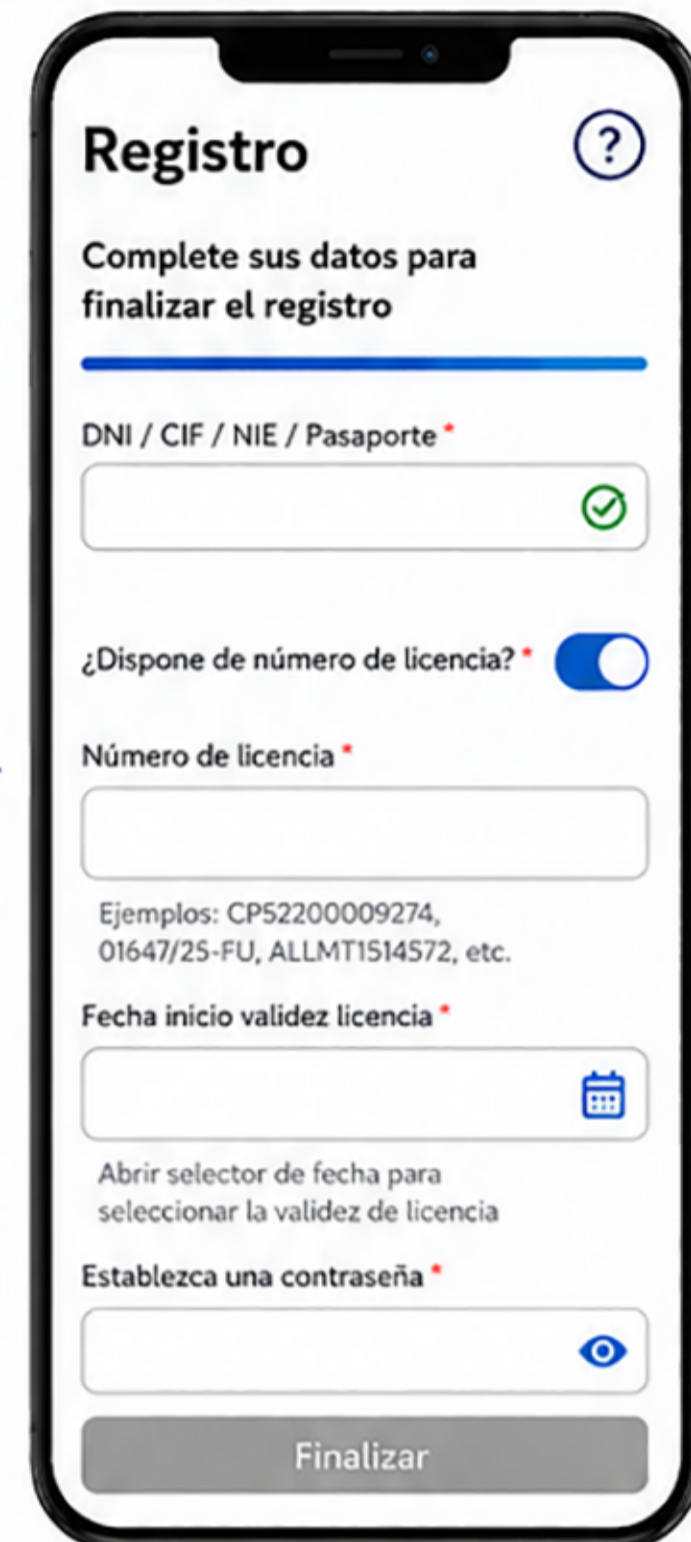 Registro
?
Complete sus datos para
finalizar el registro
DNI / CIF / NIE / Pasaporte *
¿Dispone de número de licencia? *
Número de licencia *
Ejemplos: CP52200009274,
01647/25-FU, ALLMT1514572, etc.
Fecha inicio validez licencia *
Abrir selector de fecha para
seleccionar la validez de licencia
Establezca una contraseña *
Finalizar